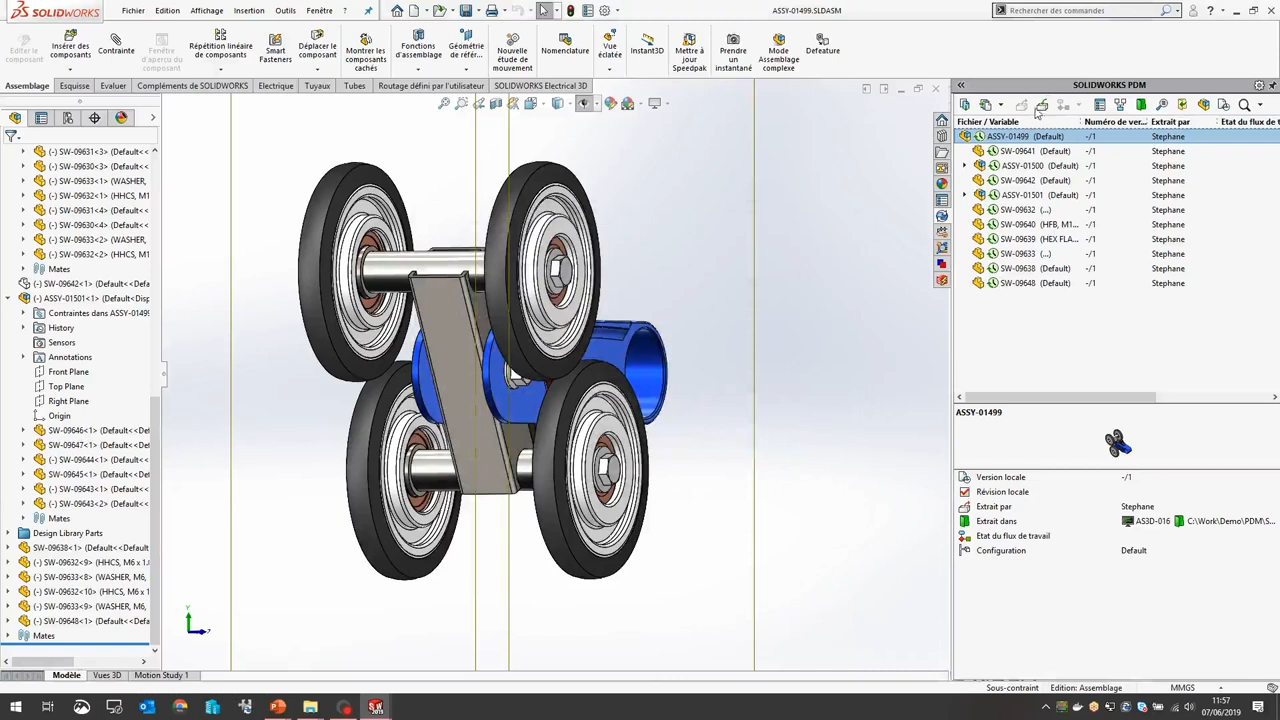 SOLIDWORKS
Fichier
Edition
Affichage
Insertion
Outils
Fenêtre
?
ASSY-01499.SLDASM
Rechercher des commandes
Editer le composant
Insérer des composants
Contrainte
Fenêtre d'aperçu du composant
Répétition linéaire de composants
Smart Fasteners
Déplacer le composant
Montrer les composants cachés
Fonctions d'assemblage
Géométrie de référ...
Nouvelle étude de mouvement
Nomenclature
Vue éclatée
Instant3D
Mettre à jour Speedpak
Prendre un instantané
Mode Assemblage complexe
Defeature
Assemblage
Esquisse
Evaluer
Compléments de SOLIDWORKS
Electrique
Tuyaux
Tubes
Routage défini par l'utilisateur
SOLIDWORKS Electrical 3D
(-) SW-09631<3> (Default<<Def
(-) SW-09630<3> (Default<<Def
(-) SW-09633<1> (WASHER,
(-) SW-09632<1> (HHCS, M1
(-) SW-09631<4> (Default<<Def
(-) SW-09630<4> (Default<<Def
(-) SW-09633<2> (WASHER,
(-) SW-09632<2> (HHCS, M1
Mates
(-) SW-09642<1> (Default<<Def
(-) ASSY-01501<1> (Default<Disp
Contraintes dans ASSY-01499
History
Sensors
Annotations
Front Plane
Top Plane
Right Plane
Origin
SW-09646<1> (Default<<Def
SW-09647<1> (Default<<Def
(-) SW-09644<1> (Default<<Def
SW-09645<1> (Default<<Def
(-) SW-09643<1> (Default<<Def
(-) SW-09643<2> (Default<<Def
Mates
Design Library Parts
SW-09638<1> (Default<<Default
(-) SW-09632<9> (HHCS, M6 x 1.0
(-) SW-09633<8> (WASHER, M6,
(-) SW-09632<10> (HHCS, M6 x 1
(-) SW-09633<9> (WASHER, M6,
(-) SW-09648<1> (Default<<Defa
Mates
Modèle
Vues 3D
Motion Study 1
SOLIDWORKS PDM
Fichier / Variable
Numéro de ver...
Extrait par
Etat du flux de t
ASSY-01499 (Default) -/1 Stephane
SW-09641 (Default) -/1 Stephane
ASSY-01500 (Default) -/1 Stephane
SW-09642 (Default) -/1 Stephane
ASSY-01501 (Default) -/1 Stephane
SW-09632 (...) -/1 Stephane
SW-09640 (HFB, M1... -/1 Stephane
SW-09639 (HEX FLA... -/1 Stephane
SW-09633 (...) -/1 Stephane
SW-09638 (Default) -/1 Stephane
SW-09648 (Default) -/1 Stephane
ASSY-01499
Version locale -/1
Révision locale
Extrait par Stephane
Extrait dans AS3D-016 C:\Work\Demo\PDM\S...
Etat du flux de travail
Configuration Default
Sous-contraint
Edition: Assemblage
MMGS
11:57
07/06/2019